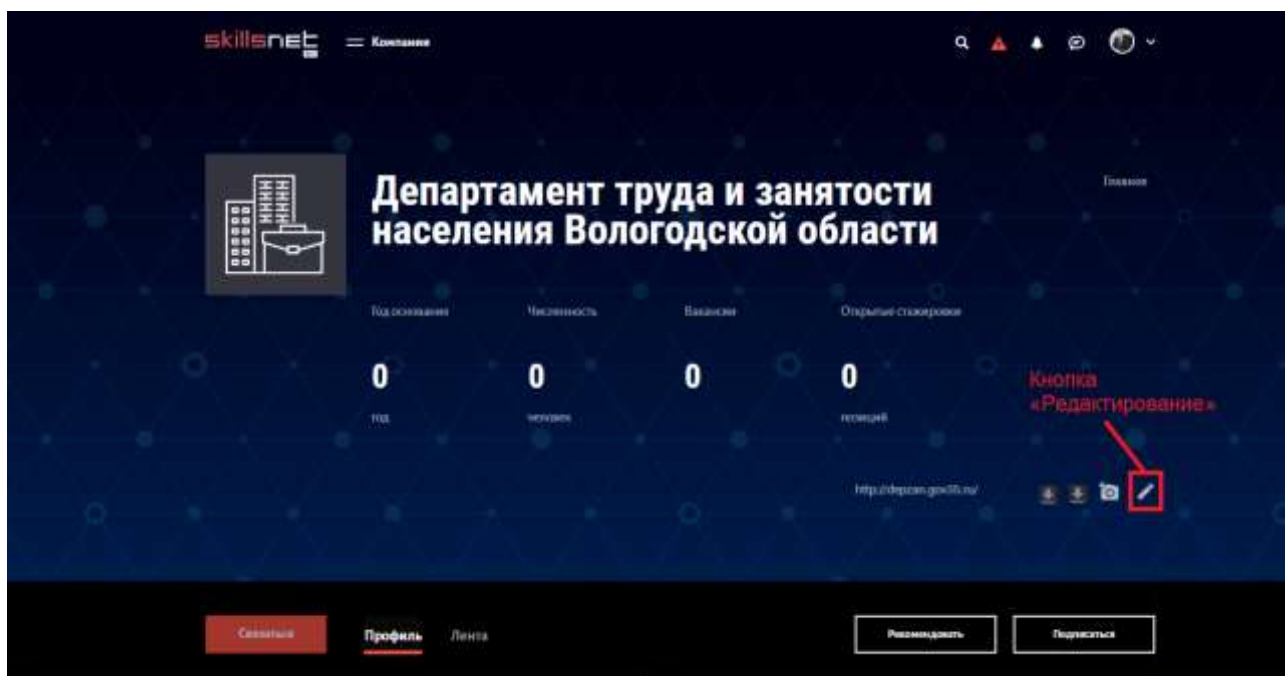 skillsnet
Компании
Департамент труда и занятости
населения Вологодской области
Главная
Год основания Численность Вакансии Открытые стажировки
0 0 0 0
год человек позиций
Кнопка
«Редактирование»
Связаться Профиль Лента Рекомендовать Подписаться